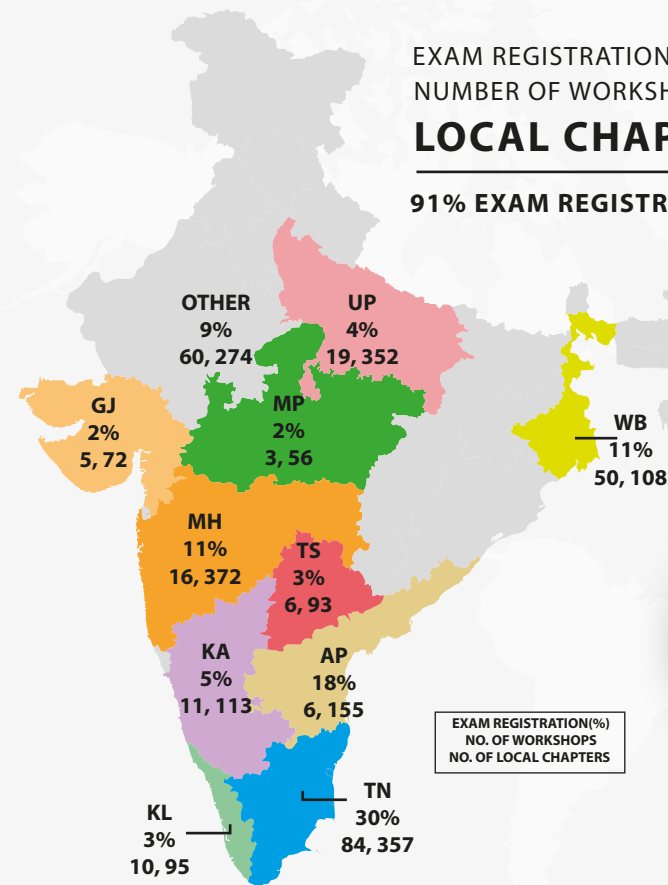 EXAM REGISTRATION
NUMBER OF WORKSH
LOCAL CHAP
91% EXAM REGISTR
OTHER
9%
60, 274
UP
4%
19, 352
GJ
2%
5, 72
MP
2%
3, 56
WB
11%
50, 108
MH
11%
16, 372
TS
3%
6, 93
KA
5%
11, 113
AP
18%
6, 155
EXAM REGISTRATION(%)
NO. OF WORKSHOPS
NO. OF LOCAL CHAPTERS
TN
30%
84, 357
KL
3%
10, 95